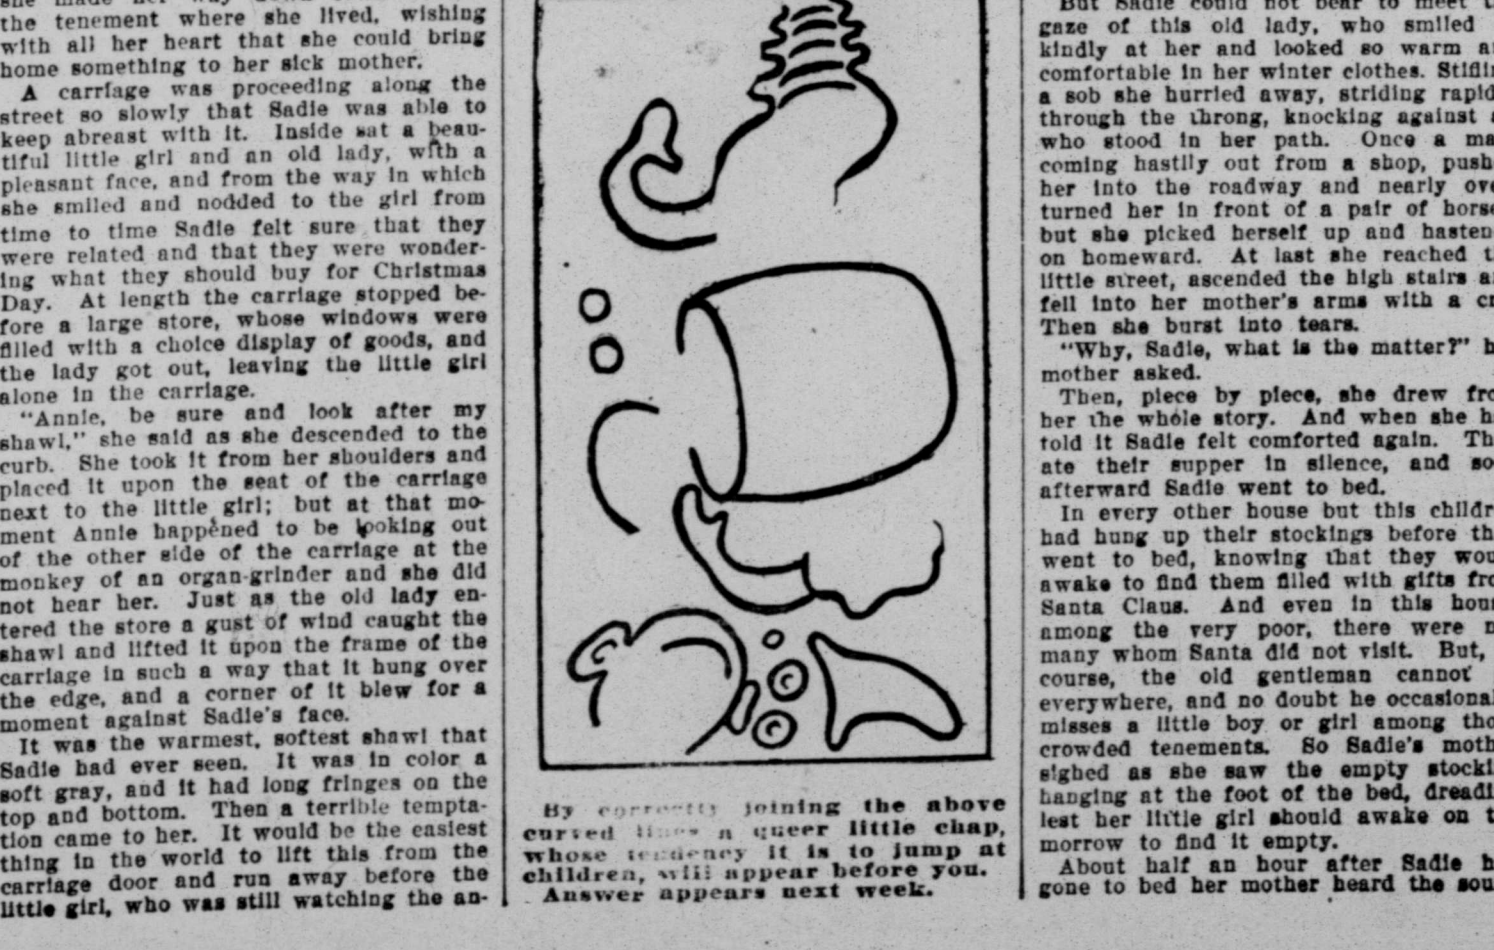 the tenement where she lived, wishing
with all her heart that she could bring
home something to her sick mother.
A carriage was proceeding along the
street so slowly that Sadie was able to
keep abreast with it. Inside sat a beau-
tiful little girl and an old lady, with a
pleasant face, and from the way in which
she smiled and nodded to the girl from
time to time Sadie felt sure that they
were related and that they were wonder-
ing what they should buy for Christmas
Day. At length the carriage stopped be-
fore a large store, whose windows were
filled with a choice display of goods, and
the lady got out, leaving the little girl
alone in the carriage.
"Annie, be sure and look after my
shawl," she said as she descended to the
curb. She took it from her shoulders and
placed it upon the seat of the carriage
next to the little girl; but at that mo-
ment Annie happened to be looking out
of the other side of the carriage at the
monkey of an organ-grinder and she did
not hear her. Just as the old lady en-
tered the store a gust of wind caught the
shawl and lifted it upon the frame of the
carriage in such a way that it hung over
the edge, and a corner of it blew for a
moment against Sadie's face.
It was the warmest, softest shawl that
Sadie had ever seen. It was in color a
soft gray, and it had long fringes on the
top and bottom. Then a terrible tempta-
tion came to her. It would be the easiest
thing in the world to lift this from the
carriage door and run away before the
little girl, who was still watching the an-
By correctly joining the above
curved lines a queer little chap,
whose tendency it is to jump at
children, will appear before you.
Answer appears next week.
But Sadie could not bear to meet
gaze of this old lady, who smiled
kindly at her and looked so warm
comfortable in her winter clothes.
a sob she hurried away, striding
through the throng, knocking against
who stood in her path. Once a
coming hastily out from a shop,
her into the roadway and nearly
turned her in front of a pair of
but she picked herself up and
on homeward. At last she reached
little street, ascended the high stairs
fell into her mother's arms with a
Then she burst into tears.
"Why, Sadie, what is the matter?"
mother asked.
Then, piece by piece, she drew
her the whole story. And when she
told it Sadie felt comforted again.
ate their supper in silence, and
afterward Sadie went to bed.
In every other house but this
had hung up their stockings before
went to bed, knowing that they
awake to find them filled with gifts
Santa Claus. And even in this
among the very poor, there were
many whom Santa did not visit. But,
course, the old gentleman cannot
everywhere, and no doubt he
misses a little boy or girl among
crowded tenements. So Sadie's
sighed as she saw the empty
hanging at the foot of the bed,
lest her little girl should awake on
morrow to find it empty.
About half an hour after Sadie
gone to bed her mother heard the